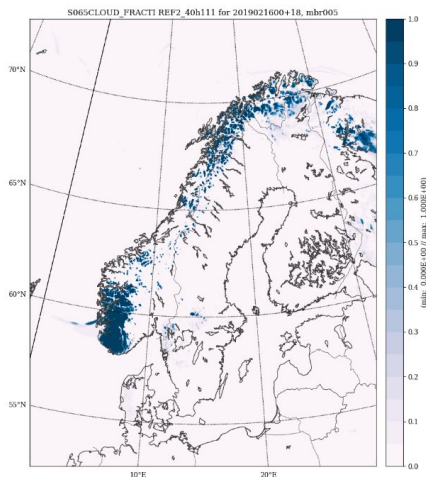 S065CLOUD_FRACTI REF2_40h111 for 2019021600+18, mbr005
70°N
65°N
60°N
55°N
10°E
20°E
1.0
0.9
0.8
0.7
0.6
0.5
0.4
0.3
0.2
0.1
0.0
(min: 0.000E+00 // max: 1.000E+00)